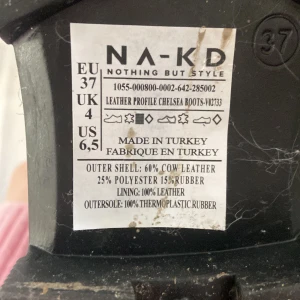 NA-KD
NOTHING BUT STYLE
1055-000800-0002-642-285002
LEATHER PROFILE CHELSEA BOOTS-V02733
EU
37
UK
4
US
6,5
MADE IN TURKEY
FABRIQUE EN TURKEY
OUTER SHELL: 60% COW LEATHER
25% POLYESTER 15% RUBBER
LINING: 100% LEATHER
OUTERSOLE: 100% THERMOPLASTIC RUBBER
37